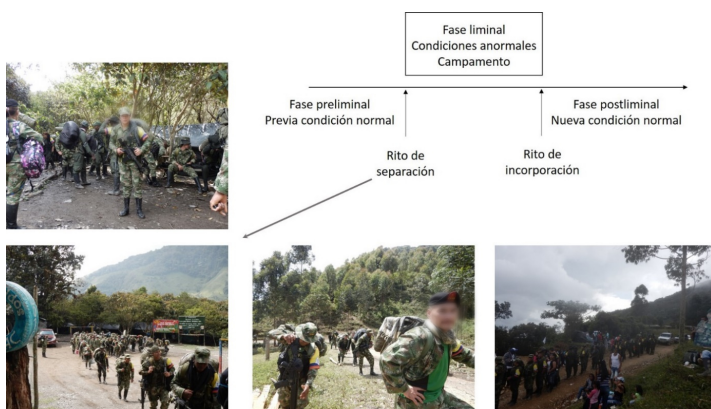 Fase liminal
Condiciones anormales
Campamento
Fase preliminal
Previa condición normal
Fase postliminal
Nueva condición normal
Rito de
separación
Rito de
incorporación